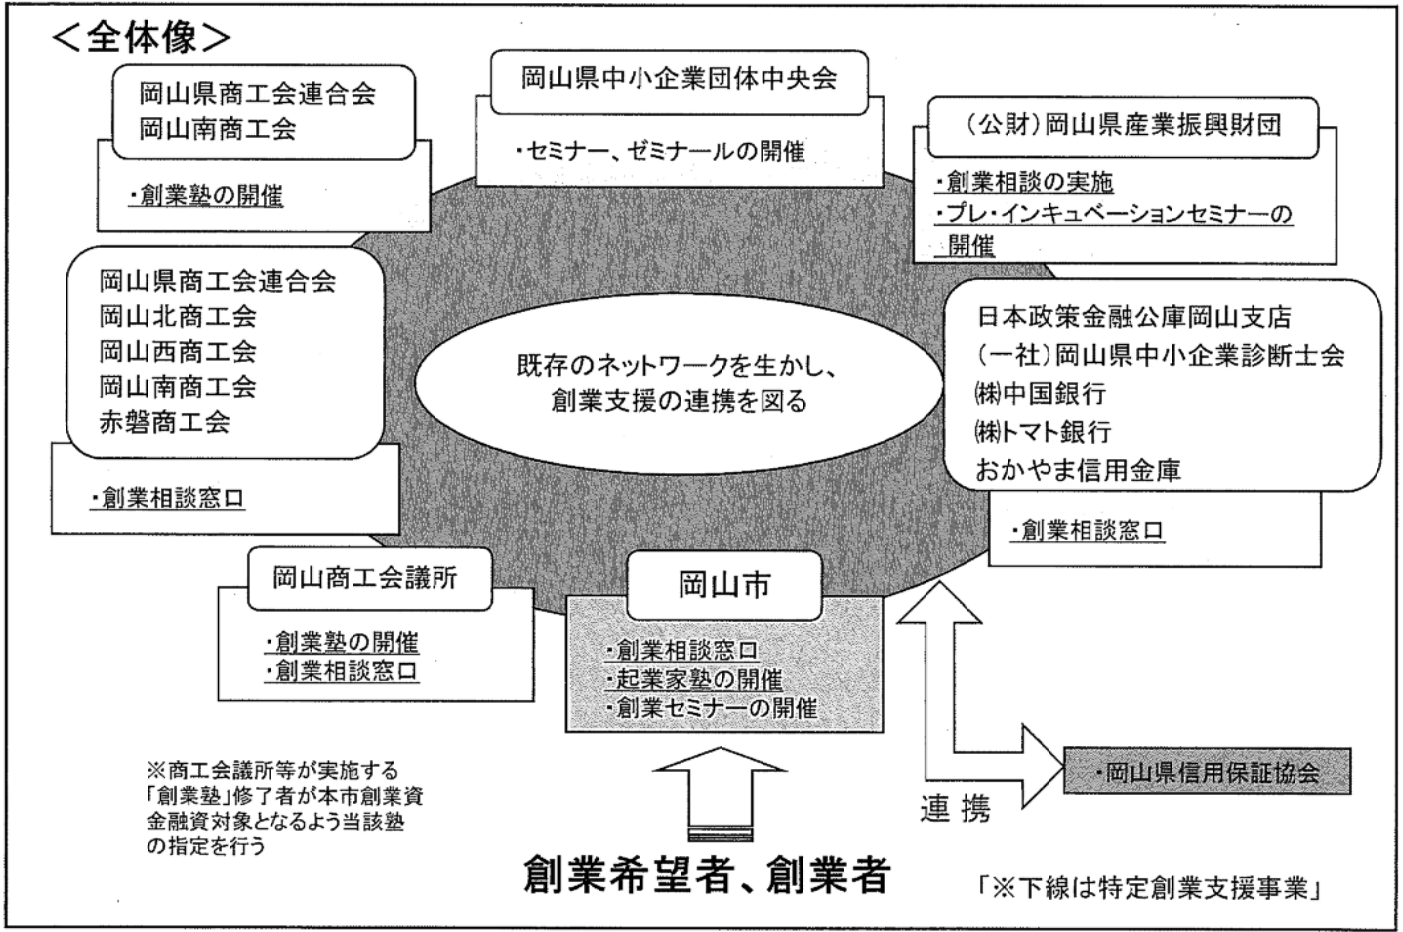 ＜全体像＞
岡山県商工会連合会
岡山南商工会
・創業塾の開催
岡山県中小企業団体中央会
・セミナー、ゼミナールの開催
（公財）岡山県産業振興財団
・創業相談の実施
・プレ・インキュベーションセミナーの
開催
岡山県商工会連合会
岡山北商工会
岡山西商工会
岡山南商工会
赤磐商工会
・創業相談窓口
既存のネットワークを生かし、
創業支援の連携を図る
日本政策金融公庫岡山支店
（一社）岡山県中小企業診断士会
㈱中国銀行
㈱トマト銀行
おかやま信用金庫
・創業相談窓口
岡山商工会議所
・創業塾の開催
・創業相談窓口
岡山市
・創業相談窓口
・起業家塾の開催
・創業セミナーの開催
※商工会議所等が実施する
「創業塾」修了者が本市創業資
金融資対象となるよう当該塾
の指定を行う
連携
・岡山県信用保証協会
創業希望者、創業者
「※下線は特定創業支援事業」